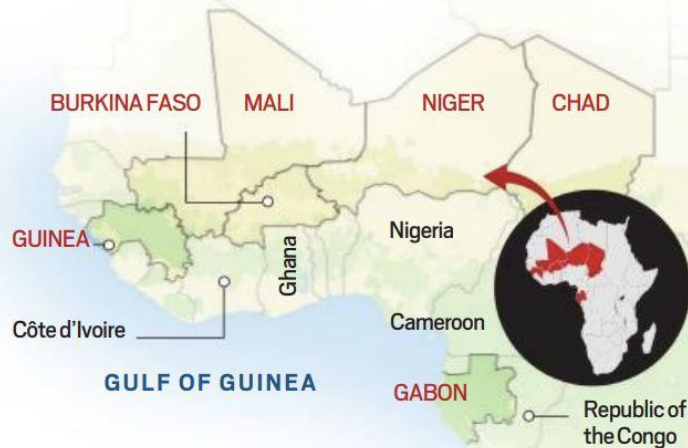 BURKINA FASO
MALI
NIGER
CHAD
GUINEA
Ghana
Nigeria
Côte d'Ivoire
Cameroon
GULF OF GUINEA
GABON
Republic of
the Congo